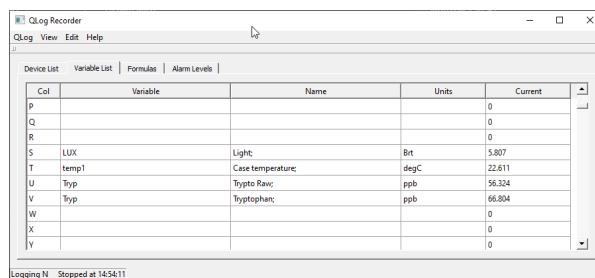 QLog Recorder
QLog View Edit Help
Device List Variable List Formulas Alarm Levels
Col Variable Name Units Current
P 0
Q 0
R 0
S LUX Light; Brt 5.807
T temp1 Case temperature; degC 22.611
U Tryp Trypto Raw; ppb 56.324
V Tryp Tryptophan; ppb 66.804
W 0
X 0
Y 0
Logging N Stopped at 14:54:11